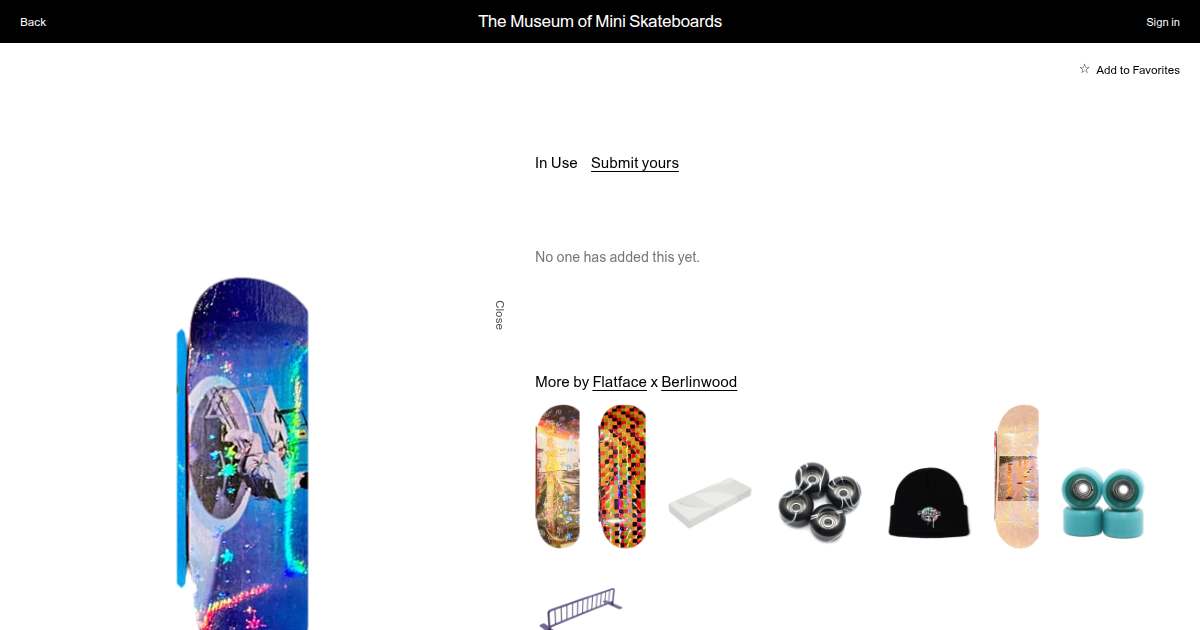 Back
The Museum of Mini Skateboards
Sign in
☆ Add to Favorites
In Use Submit yours
No one has added this yet.
Close
More by Flatface x Berlinwood